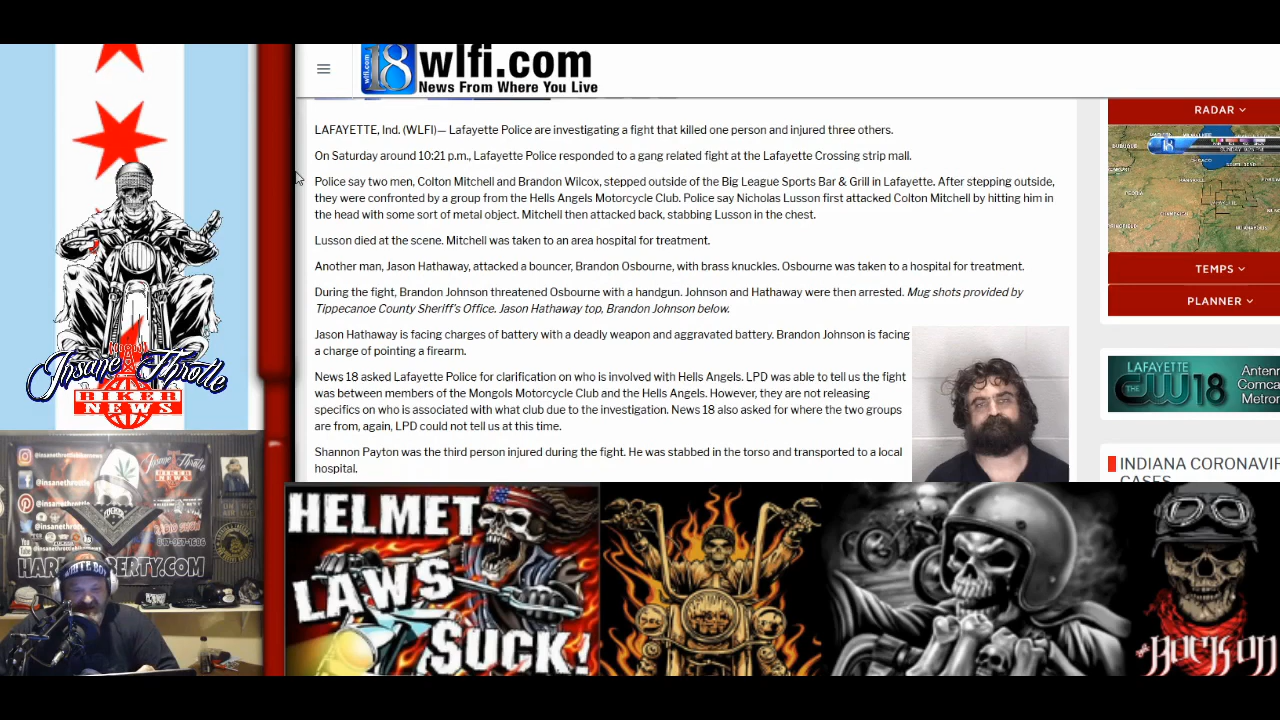 18 wlfi.com
News From Where You Live
LAFAYETTE, Ind. (WLFI)— Lafayette Police are investigating a fight that killed one person and injured three others.
On Saturday around 10:21 p.m., Lafayette Police responded to a gang related fight at the Lafayette Crossing strip mall.
Police say two men, Colton Mitchell and Brandon Wilcox, stepped outside of the Big League Sports Bar & Grill in Lafayette. After stepping outside,
they were confronted by a group from the Hells Angels Motorcycle Club. Police say Nicholas Lusson first attacked Colton Mitchell by hitting him in
the head with some sort of metal object. Mitchell then attacked back, stabbing Lusson in the chest.
Lusson died at the scene. Mitchell was taken to an area hospital for treatment.
Another man, Jason Hathaway, attacked a bouncer, Brandon Osbourne, with brass knuckles. Osbourne was taken to a hospital for treatment.
During the fight, Brandon Johnson threatened Osbourne with a handgun. Johnson and Hathaway were then arrested. Mug shots provided by
Tippecanoe County Sheriff's Office. Jason Hathaway top, Brandon Johnson below.
Jason Hathaway is facing charges of battery with a deadly weapon and aggravated battery. Brandon Johnson is facing
a charge of pointing a firearm.
News 18 asked Lafayette Police for clarification on who is involved with Hells Angels. LPD was able to tell us the fight
was between members of the Mongols Motorcycle Club and the Hells Angels. However, they are not releasing
specifics on who is associated with what club due to the investigation. News 18 also asked for where the two groups
are from, again, LPD could not tell us at this time.
Shannon Payton was the third person injured during the fight. He was stabbed in the torso and transported to a local
hospital.
RADAR
TEMPS
PLANNER
LAFAYETTE
THE CW18
Antenn
Comca
Metron
INDIANA CORONAVIR
CASES
Insane Throttle
BIKER
NEWS
HELMET
LAWS
SUCK!
ROCK ON